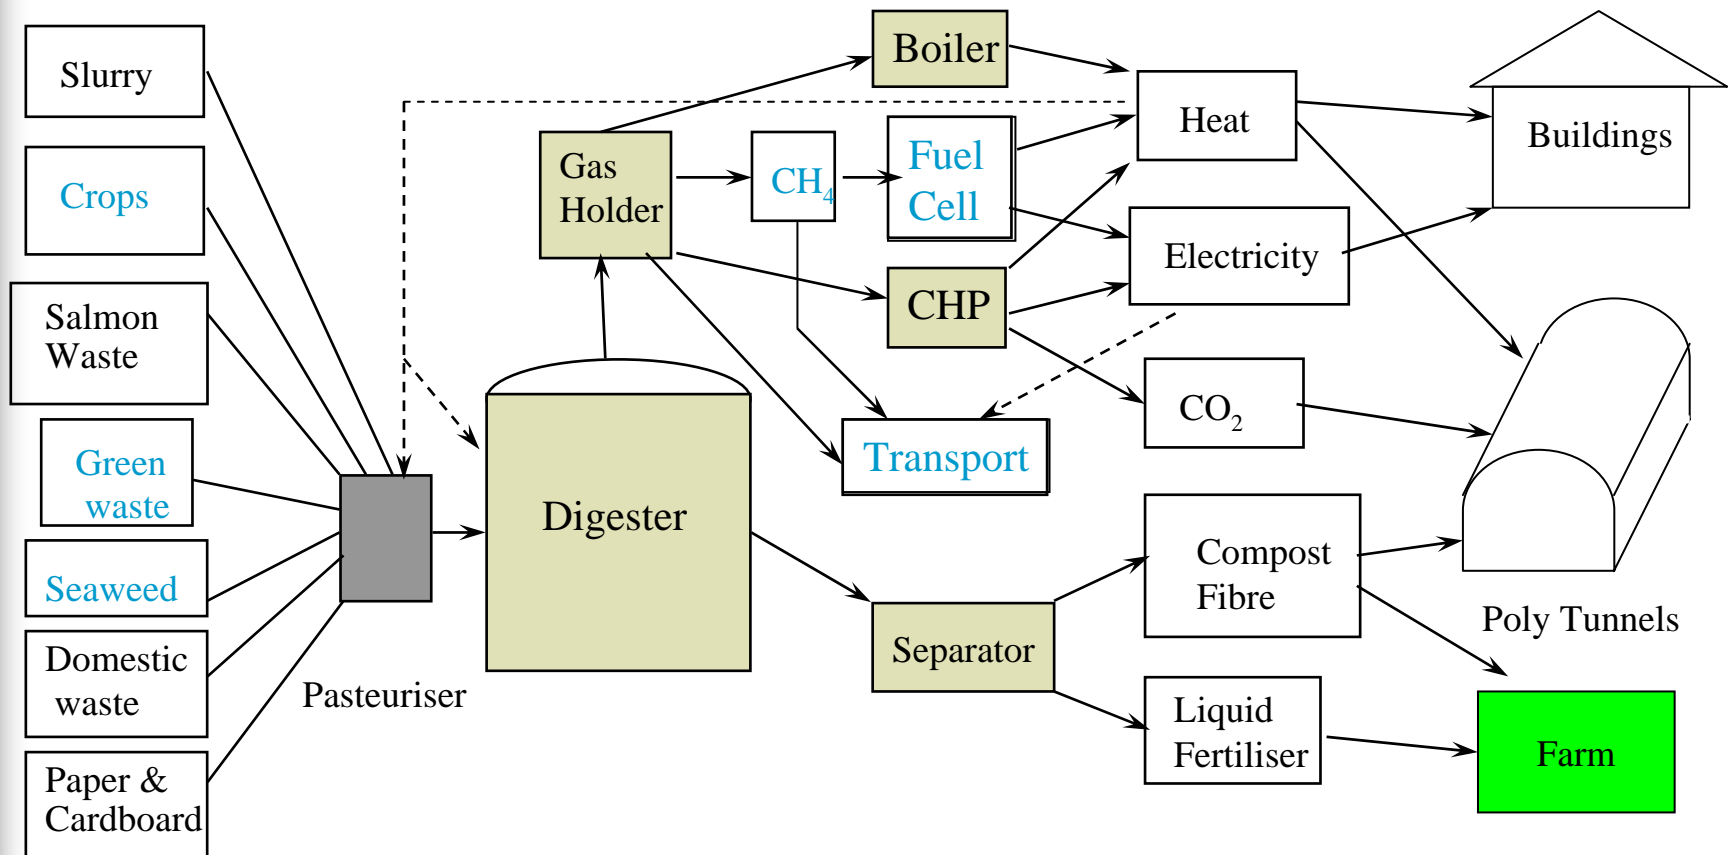 Slurry
Crops
Salmon
Waste
Green
waste
Seaweed
Domestic
waste
Paper &
Cardboard
Pasteuriser
Digester
Gas
Holder
CH₄
Boiler
Fuel
Cell
CHP
Transport
Separator
Heat
Electricity
CO₂
Compost
Fibre
Liquid
Fertiliser
Buildings
Poly Tunnels
Farm